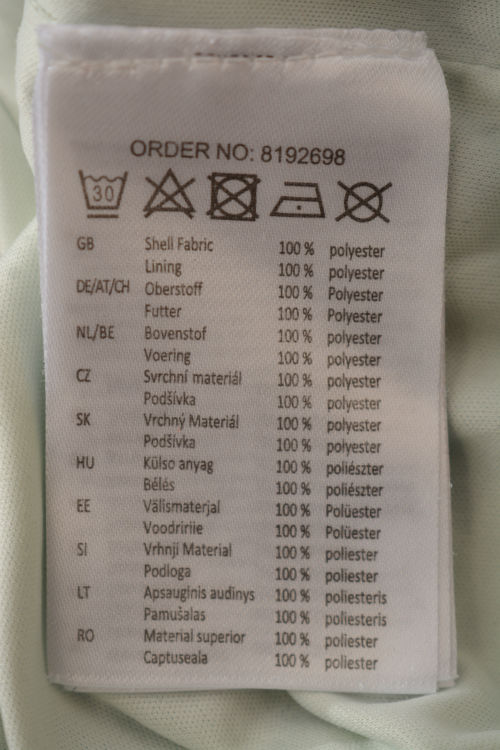 ORDER NO: 8192698
30
GB Shell Fabric 100 % polyester
Lining 100 % polyester
DE/AT/CH Oberstoff 100 % Polyester
Futter 100 % Polyester
NL/BE Bovenstof 100 % polyester
Voering 100 % polyester
CZ Svrchní materiál 100 % polyester
Podšívka 100 % polyester
SK Vrchný Materiál 100 % polyester
Podšívka 100 % polyester
HU Külso anyag 100 % poliészter
Bélés 100 % poliészter
EE Välismaterjal 100 % Polüester
Voodririie 100 % Polüester
SI Vrhnji Material 100 % poliester
Podloga 100 % poliester
LT Apsauginis audinys 100 % poliesteris
Pamušalas 100 % poliesteris
RO Material superior 100 % poliester
Captuseala 100 % poliester